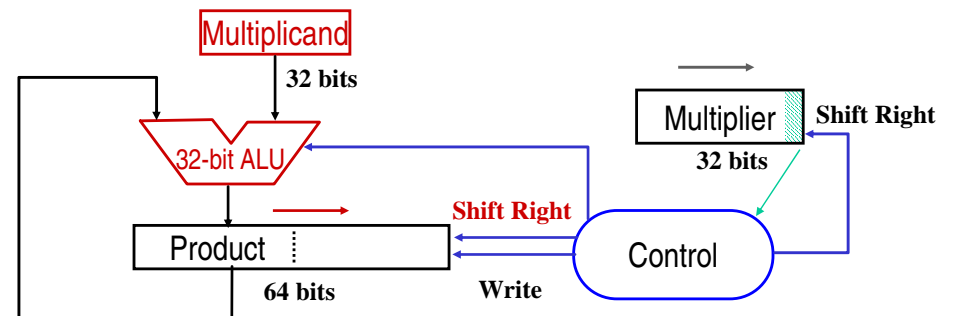 Multiplicand
32 bits
Multiplier
Shift Right
32-bit ALU
32 bits
Shift Right
Product
Control
64 bits
Write